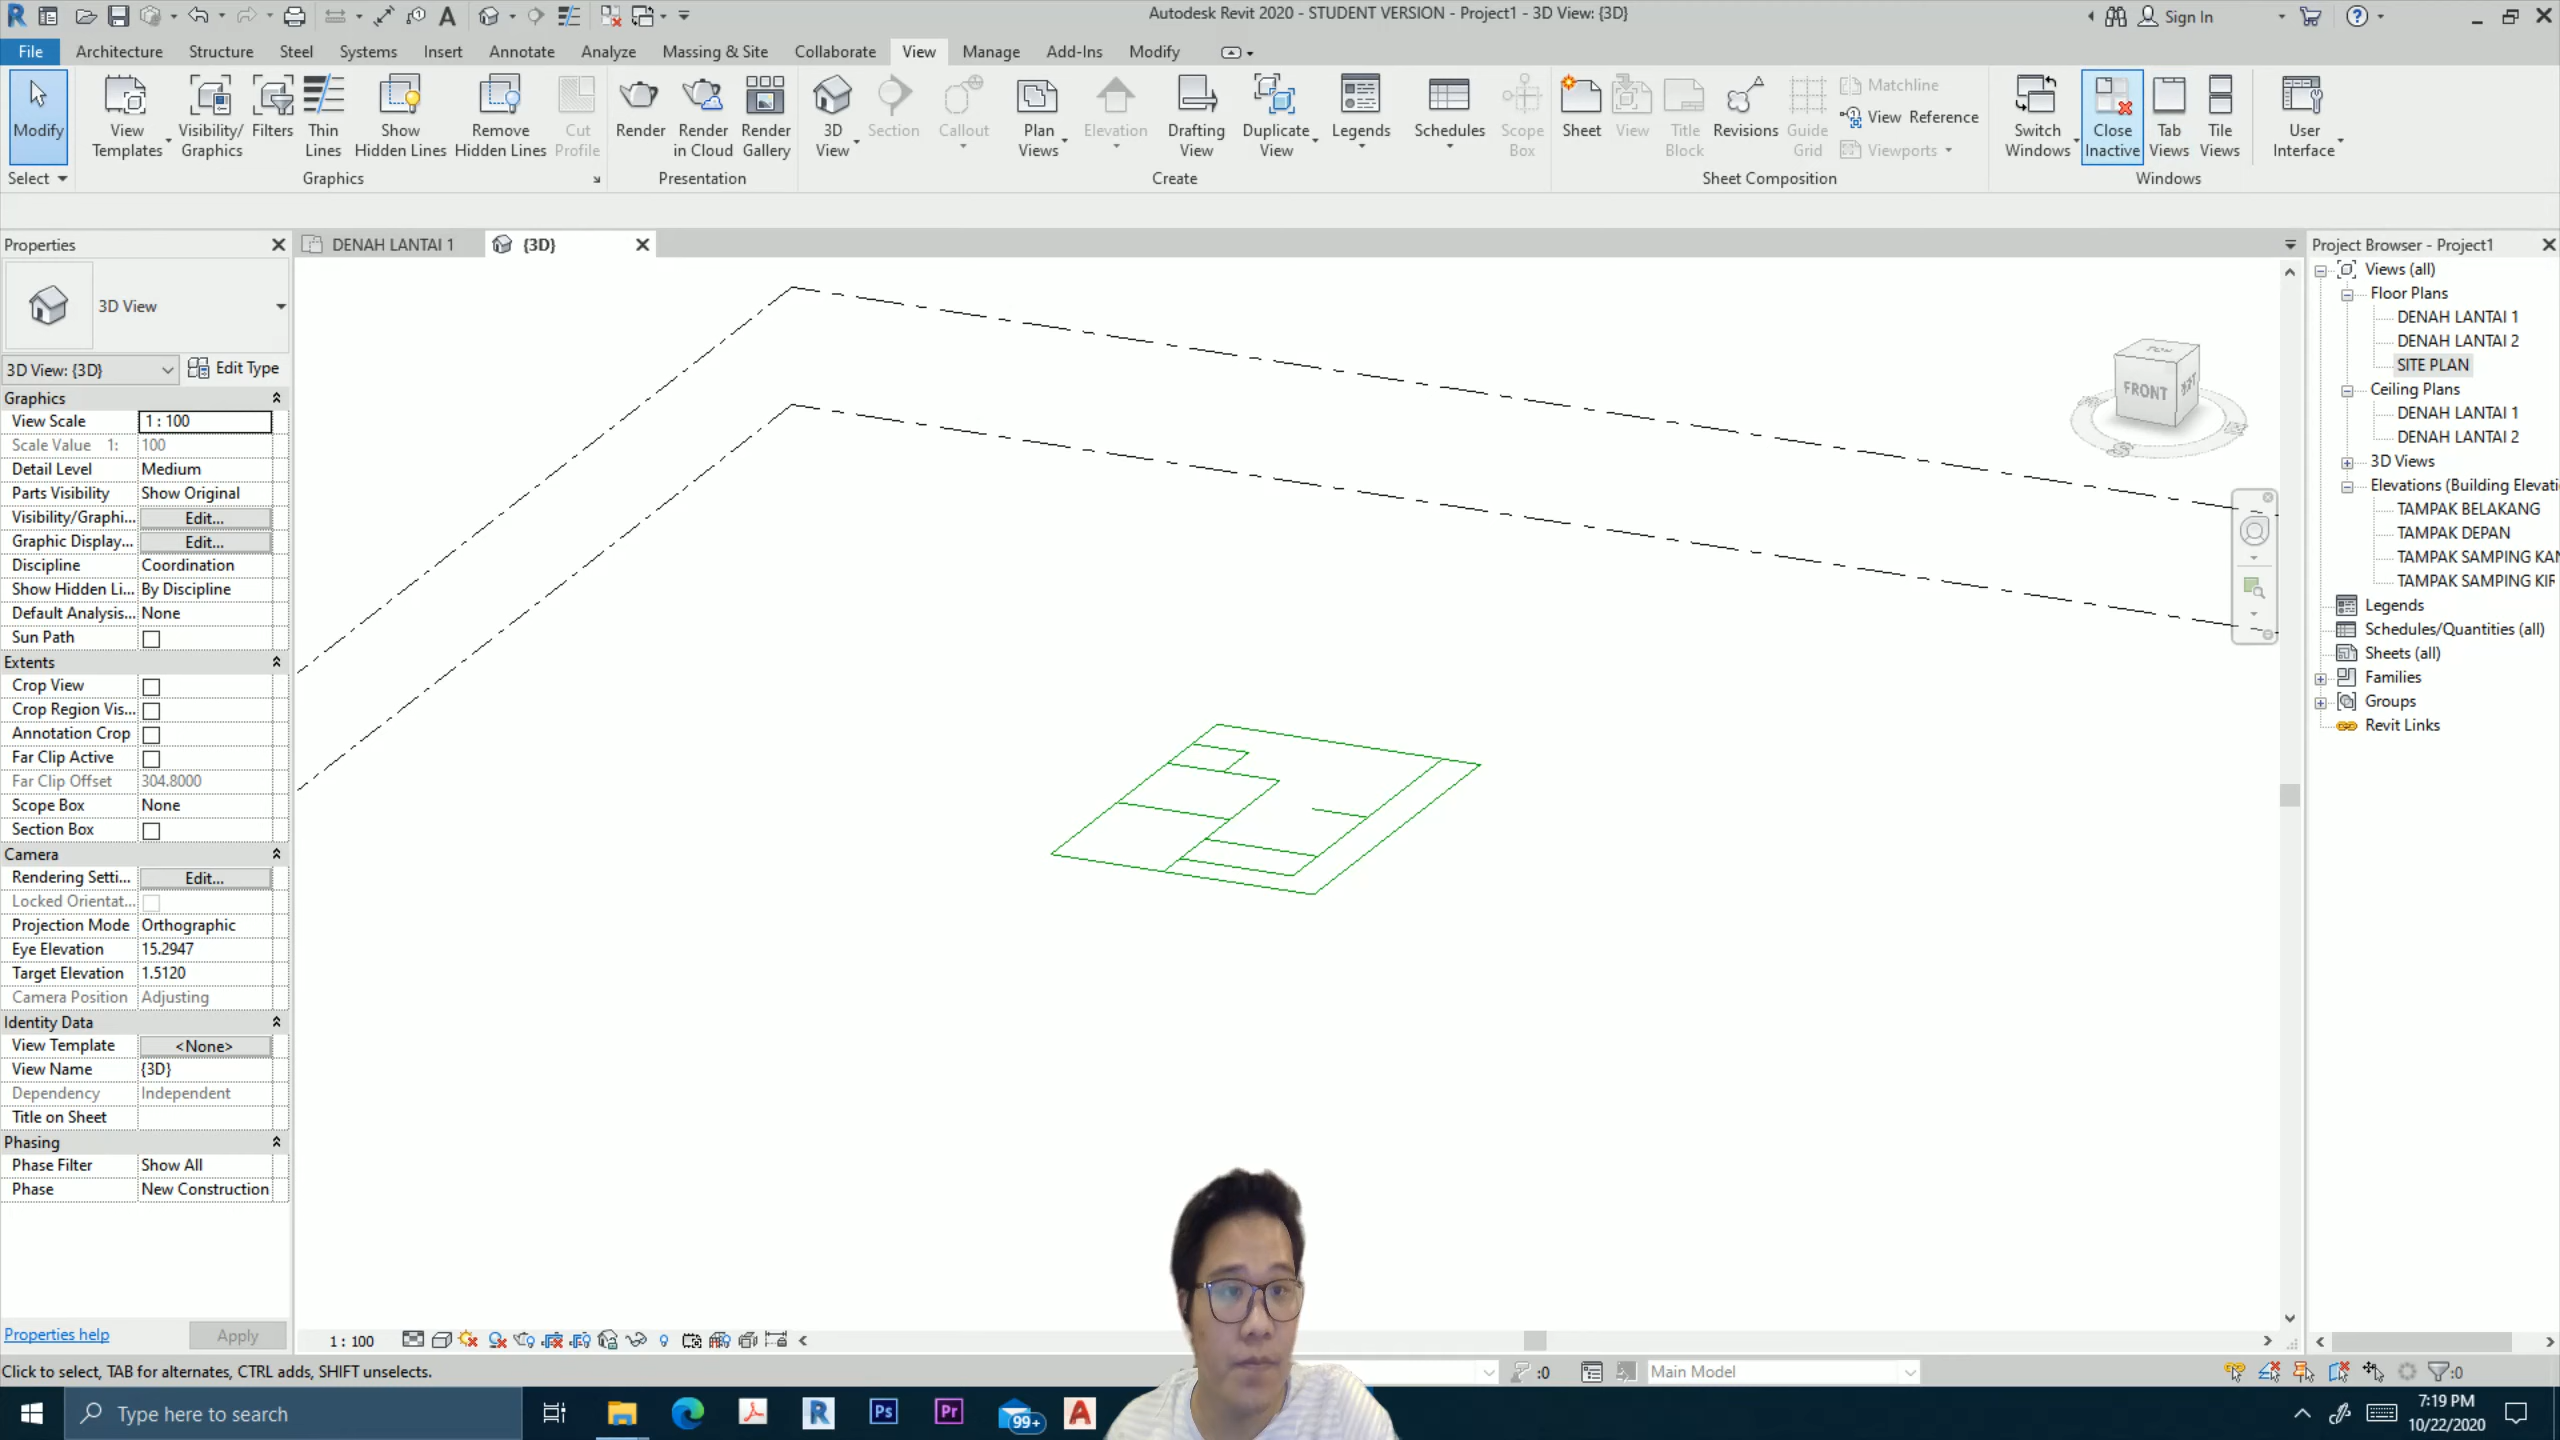 Autodesk Revit 2020 - STUDENT VERSION - Project1 - 3D View: {3D}
Sign In
File Architecture Structure Steel Systems Insert Annotate Analyze Massing & Site Collaborate View Manage Add-Ins Modify
Modify
View Templates
Visibility/ Graphics
Filters
Thin Lines
Show Hidden Lines
Remove Hidden Lines
Cut Profile
Render
Render in Cloud
Render Gallery
3D View
Section
Callout
Plan Views
Elevation
Drafting View
Duplicate View
Legends
Schedules
Scope Box
Sheet
View
Title Block
Revisions
Guide Grid
Matchline
View Reference
Viewports
Switch Windows
Close Inactive
Tab Views
Tile Views
User Interface
Select Graphics Presentation Create Sheet Composition Windows
Properties
DENAH LANTAI 1
{3D}
3D View
3D View: {3D} Edit Type
Graphics
View Scale 1 : 100
Scale Value 1: 100
Detail Level Medium
Parts Visibility Show Original
Visibility/Graphi... Edit...
Graphic Display... Edit...
Discipline Coordination
Show Hidden Li... By Discipline
Default Analysis... None
Sun Path
Extents
Crop View
Crop Region Vis...
Annotation Crop
Far Clip Active
Far Clip Offset 304.8000
Scope Box None
Section Box
Camera
Rendering Setti... Edit...
Locked Orientat...
Projection Mode Orthographic
Eye Elevation 15.2947
Target Elevation 1.5120
Camera Position Adjusting
Identity Data
View Template <None>
View Name {3D}
Dependency Independent
Title on Sheet
Phasing
Phase Filter Show All
Phase New Construction
Properties help Apply
FRONT
Project Browser - Project1
Views (all)
Floor Plans
DENAH LANTAI 1
DENAH LANTAI 2
SITE PLAN
Ceiling Plans
DENAH LANTAI 1
DENAH LANTAI 2
3D Views
Elevations (Building Elevati
TAMPAK BELAKANG
TAMPAK DEPAN
TAMPAK SAMPING KAN
TAMPAK SAMPING KIR
Legends
Schedules/Quantities (all)
Sheets (all)
Families
Groups
Revit Links
1 : 100
Click to select, TAB for alternates, CTRL adds, SHIFT unselects.
:0
Main Model
:0
Type here to search
Ps
Pr
99+
7:19 PM
10/22/2020